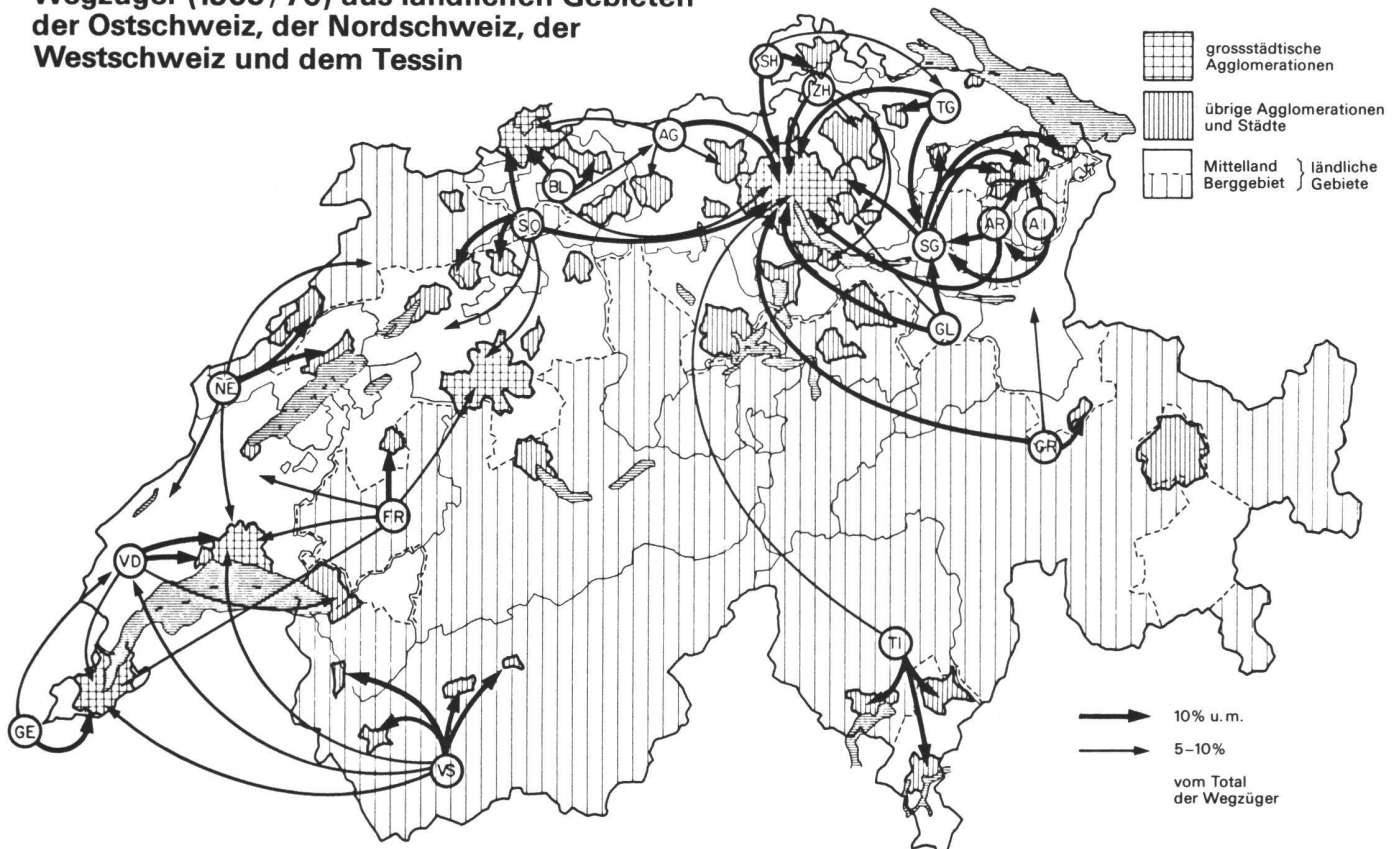 der Ostschweiz, der Nordschweiz, der
Westschweiz und dem Tessin
grossstädtische
Agglomerationen
übrige Agglomerationen
und Städte
Mittelland
Berggebiet
ländliche
Gebiete
SH
ZH
TG
AG
BL
SO
SG
AR
AI
GL
NE
GR
FR
VD
TI
GE
VS
10% u. m.
5–10%
vom Total
der Wegzüger